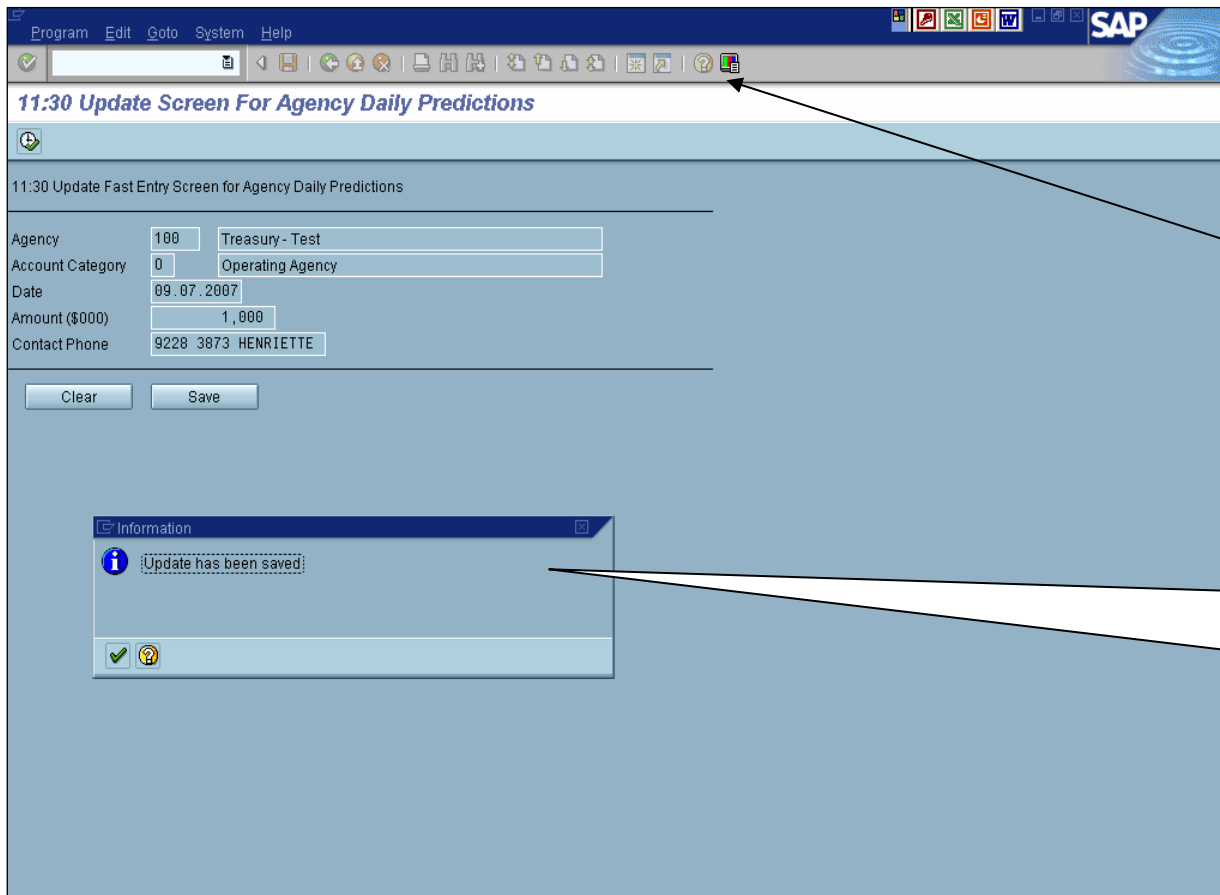 Program Edit Goto System Help
SAP
11:30 Update Screen For Agency Daily Predictions
11:30 Update Fast Entry Screen for Agency Daily Predictions
Agency 100 Treasury - Test
Account Category 0 Operating Agency
Date 09.07.2007
Amount ($000) 1,000
Contact Phone 9228 3873 HENRIETTE
Clear Save
Information
Update has been saved